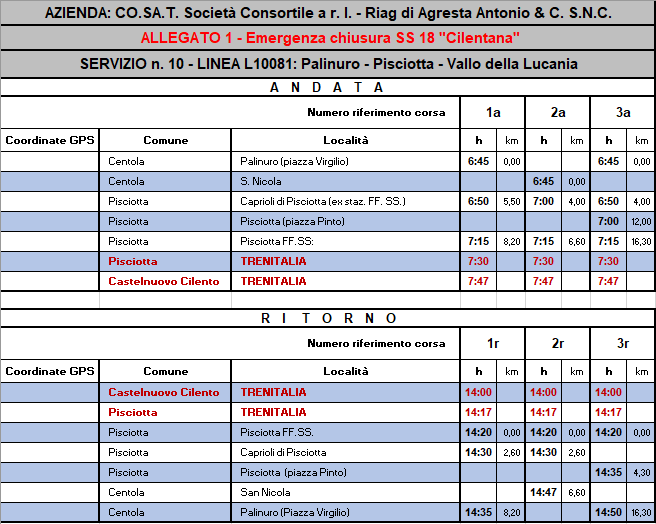 AZIENDA: CO.SA.T. Società Consortile a r. l. - Riag di Agresta Antonio & C. S.N.C.
ALLEGATO 1 - Emergenza chiusura SS 18 "Cilentana"
SERVIZIO n. 10 - LINEA L10081: Palinuro - Pisciotta - Vallo della Lucania
A N D A T A
Numero riferimento corsa 1a 2a 3a
Coordinate GPS Comune Località h km h km h km
Centola Palinuro (piazza Virgilio) 6:45 0,00 6:45 0,00
Centola S. Nicola 6:45 0,00
Pisciotta Caprioli di Pisciotta (ex staz. FF. SS.) 6:50 5,50 7:00 4,00 6:50 4,00
Pisciotta Pisciotta (piazza Pinto) 7:00 12,00
Pisciotta Pisciotta FF.SS: 7:15 8,20 7:15 6,60 7:15 16,30
Pisciotta TRENITALIA 7:30 7:30 7:30
Castelnuovo Cilento TRENITALIA 7:47 7:47 7:47
R I T O R N O
Numero riferimento corsa 1r 2r 3r
Coordinate GPS Comune Località h km h km h km
Castelnuovo Cilento TRENITALIA 14:00 14:00 14:00
Pisciotta TRENITALIA 14:17 14:17 14:17
Pisciotta Pisciotta FF.SS. 14:20 0,00 14:20 0,00 14:20 0,00
Pisciotta Caprioli di Pisciotta 14:30 2,60 14:30 2,60
Pisciotta Pisciotta (piazza Pinto) 14:35 4,30
Centola San Nicola 14:47 6,60
Centola Palinuro (Piazza Virgilio) 14:35 8,20 14:50 16,30